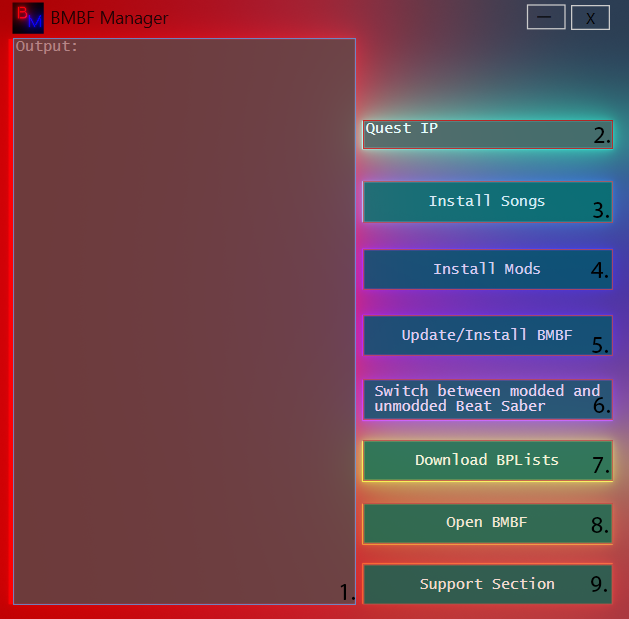 BM BMBF Manager — X
Output:
Quest IP 2.
Install Songs 3.
Install Mods 4.
Update/Install BMBF 5.
Switch between modded and
unmodded Beat Saber 6.
Download BPLists 7.
Open BMBF 8.
Support Section 9.
1.